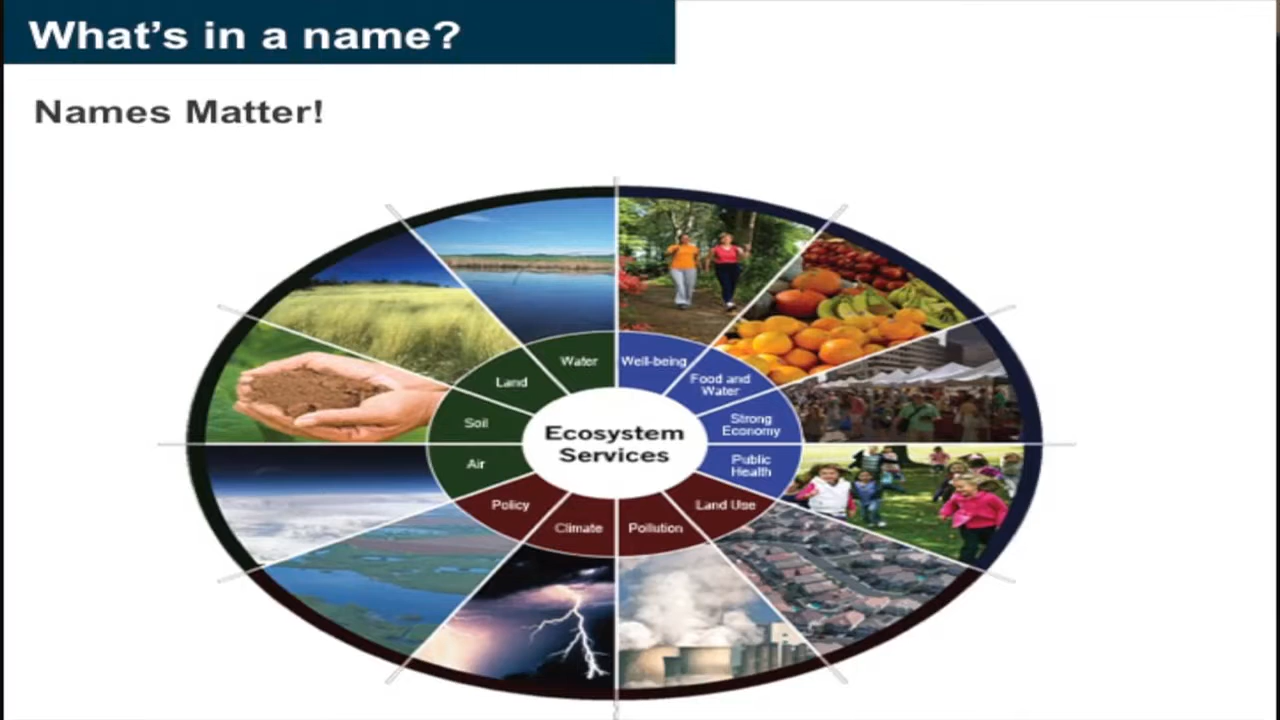 What's in a name?
Names Matter!
Water
Well-being
Land
Food and
Water
Soil
Strong
Economy
Ecosystem
Services
Air
Public
Health
Policy
Land Use
Climate
Pollution